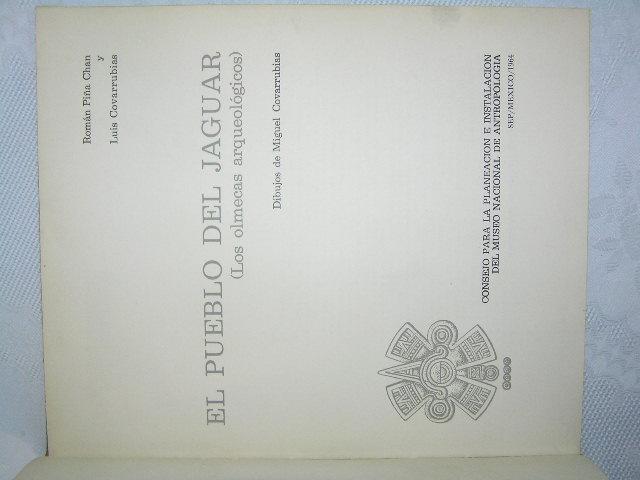 Román Piña Chan
y
Luis Covarrubias
EL PUEBLO DEL JAGUAR
(Los olmecas arqueológicos)
Dibujos de Miguel Covarrubias
CONSEJO PARA LA PLANEACION E INSTALACION
DEL MUSEO NACIONAL DE ANTROPOLOGIA
SEP/MEXICO/1964